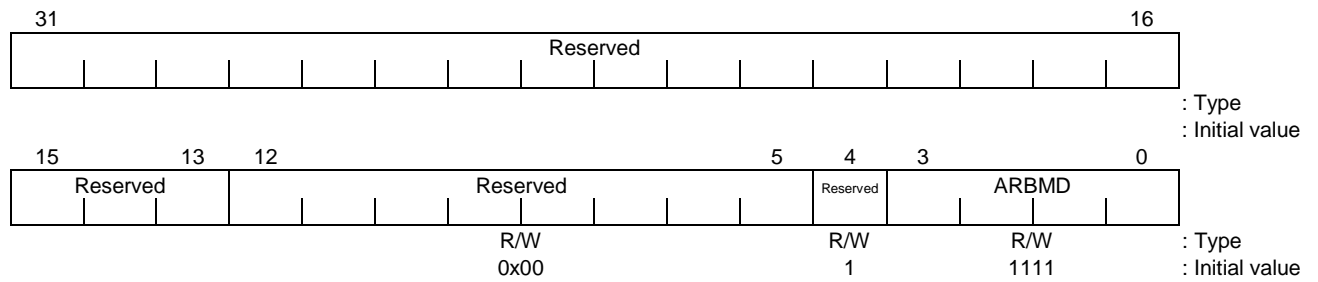 31 16
Reserved
: Type
: Initial value
15 13 12 5 4 3 0
Reserved Reserved Reserved ARBMD
R/W R/W R/W : Type
0x00 1 1111 : Initial value